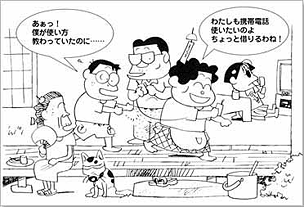 あぁっ！
僕が使い方
教わっていたのに……
わたしも携帯電話
使いたいのよ
ちょっと借りるわね！